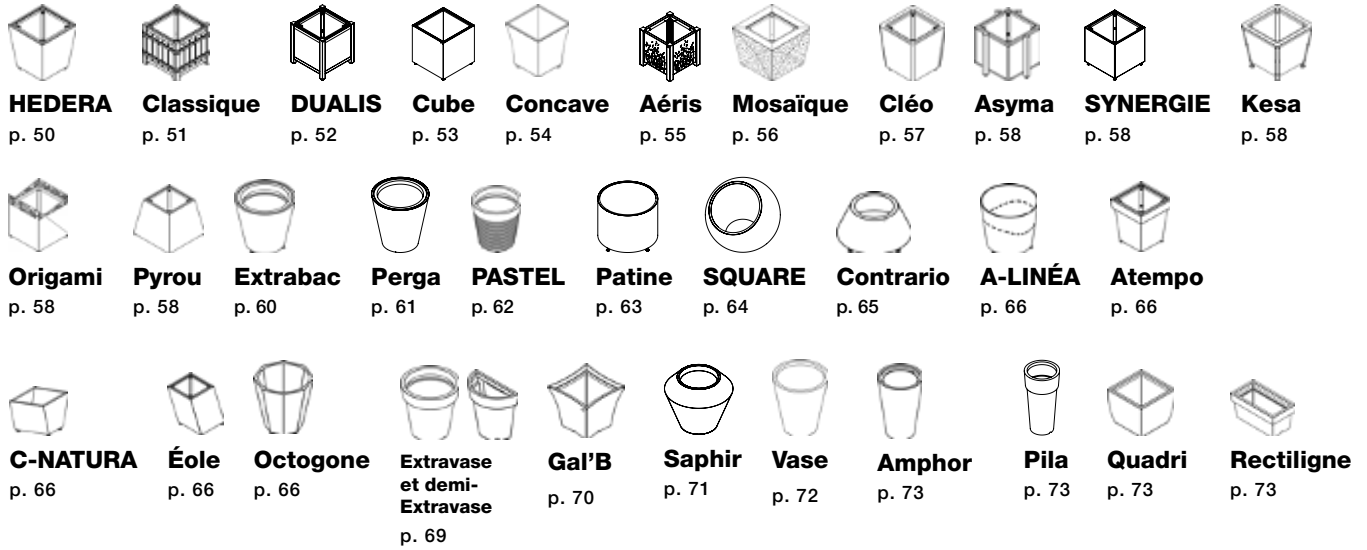 HEDERA Classique DUALIS Cube Concave Aéris Mosaïque Cléo Asyma SYNERGIE Kesa
p. 50 p. 51 p. 52 p. 53 p. 54 p. 55 p. 56 p. 57 p. 58 p. 58 p. 58
Origami Pyrou Extrabac Perga PASTEL Patine SQUARE Contrario A-LINÉA Atempo
p. 58 p. 58 p. 60 p. 61 p. 62 p. 63 p. 64 p. 65 p. 66 p. 66
C-NATURA Éole Octogone
p. 66 p. 66 p. 66
Extravase
et demi-
Extravase
p. 69
Gal'B Saphir Vase Amphor Pila Quadri Rectiligne
p. 70 p. 71 p. 72 p. 73 p. 73 p. 73 p. 73